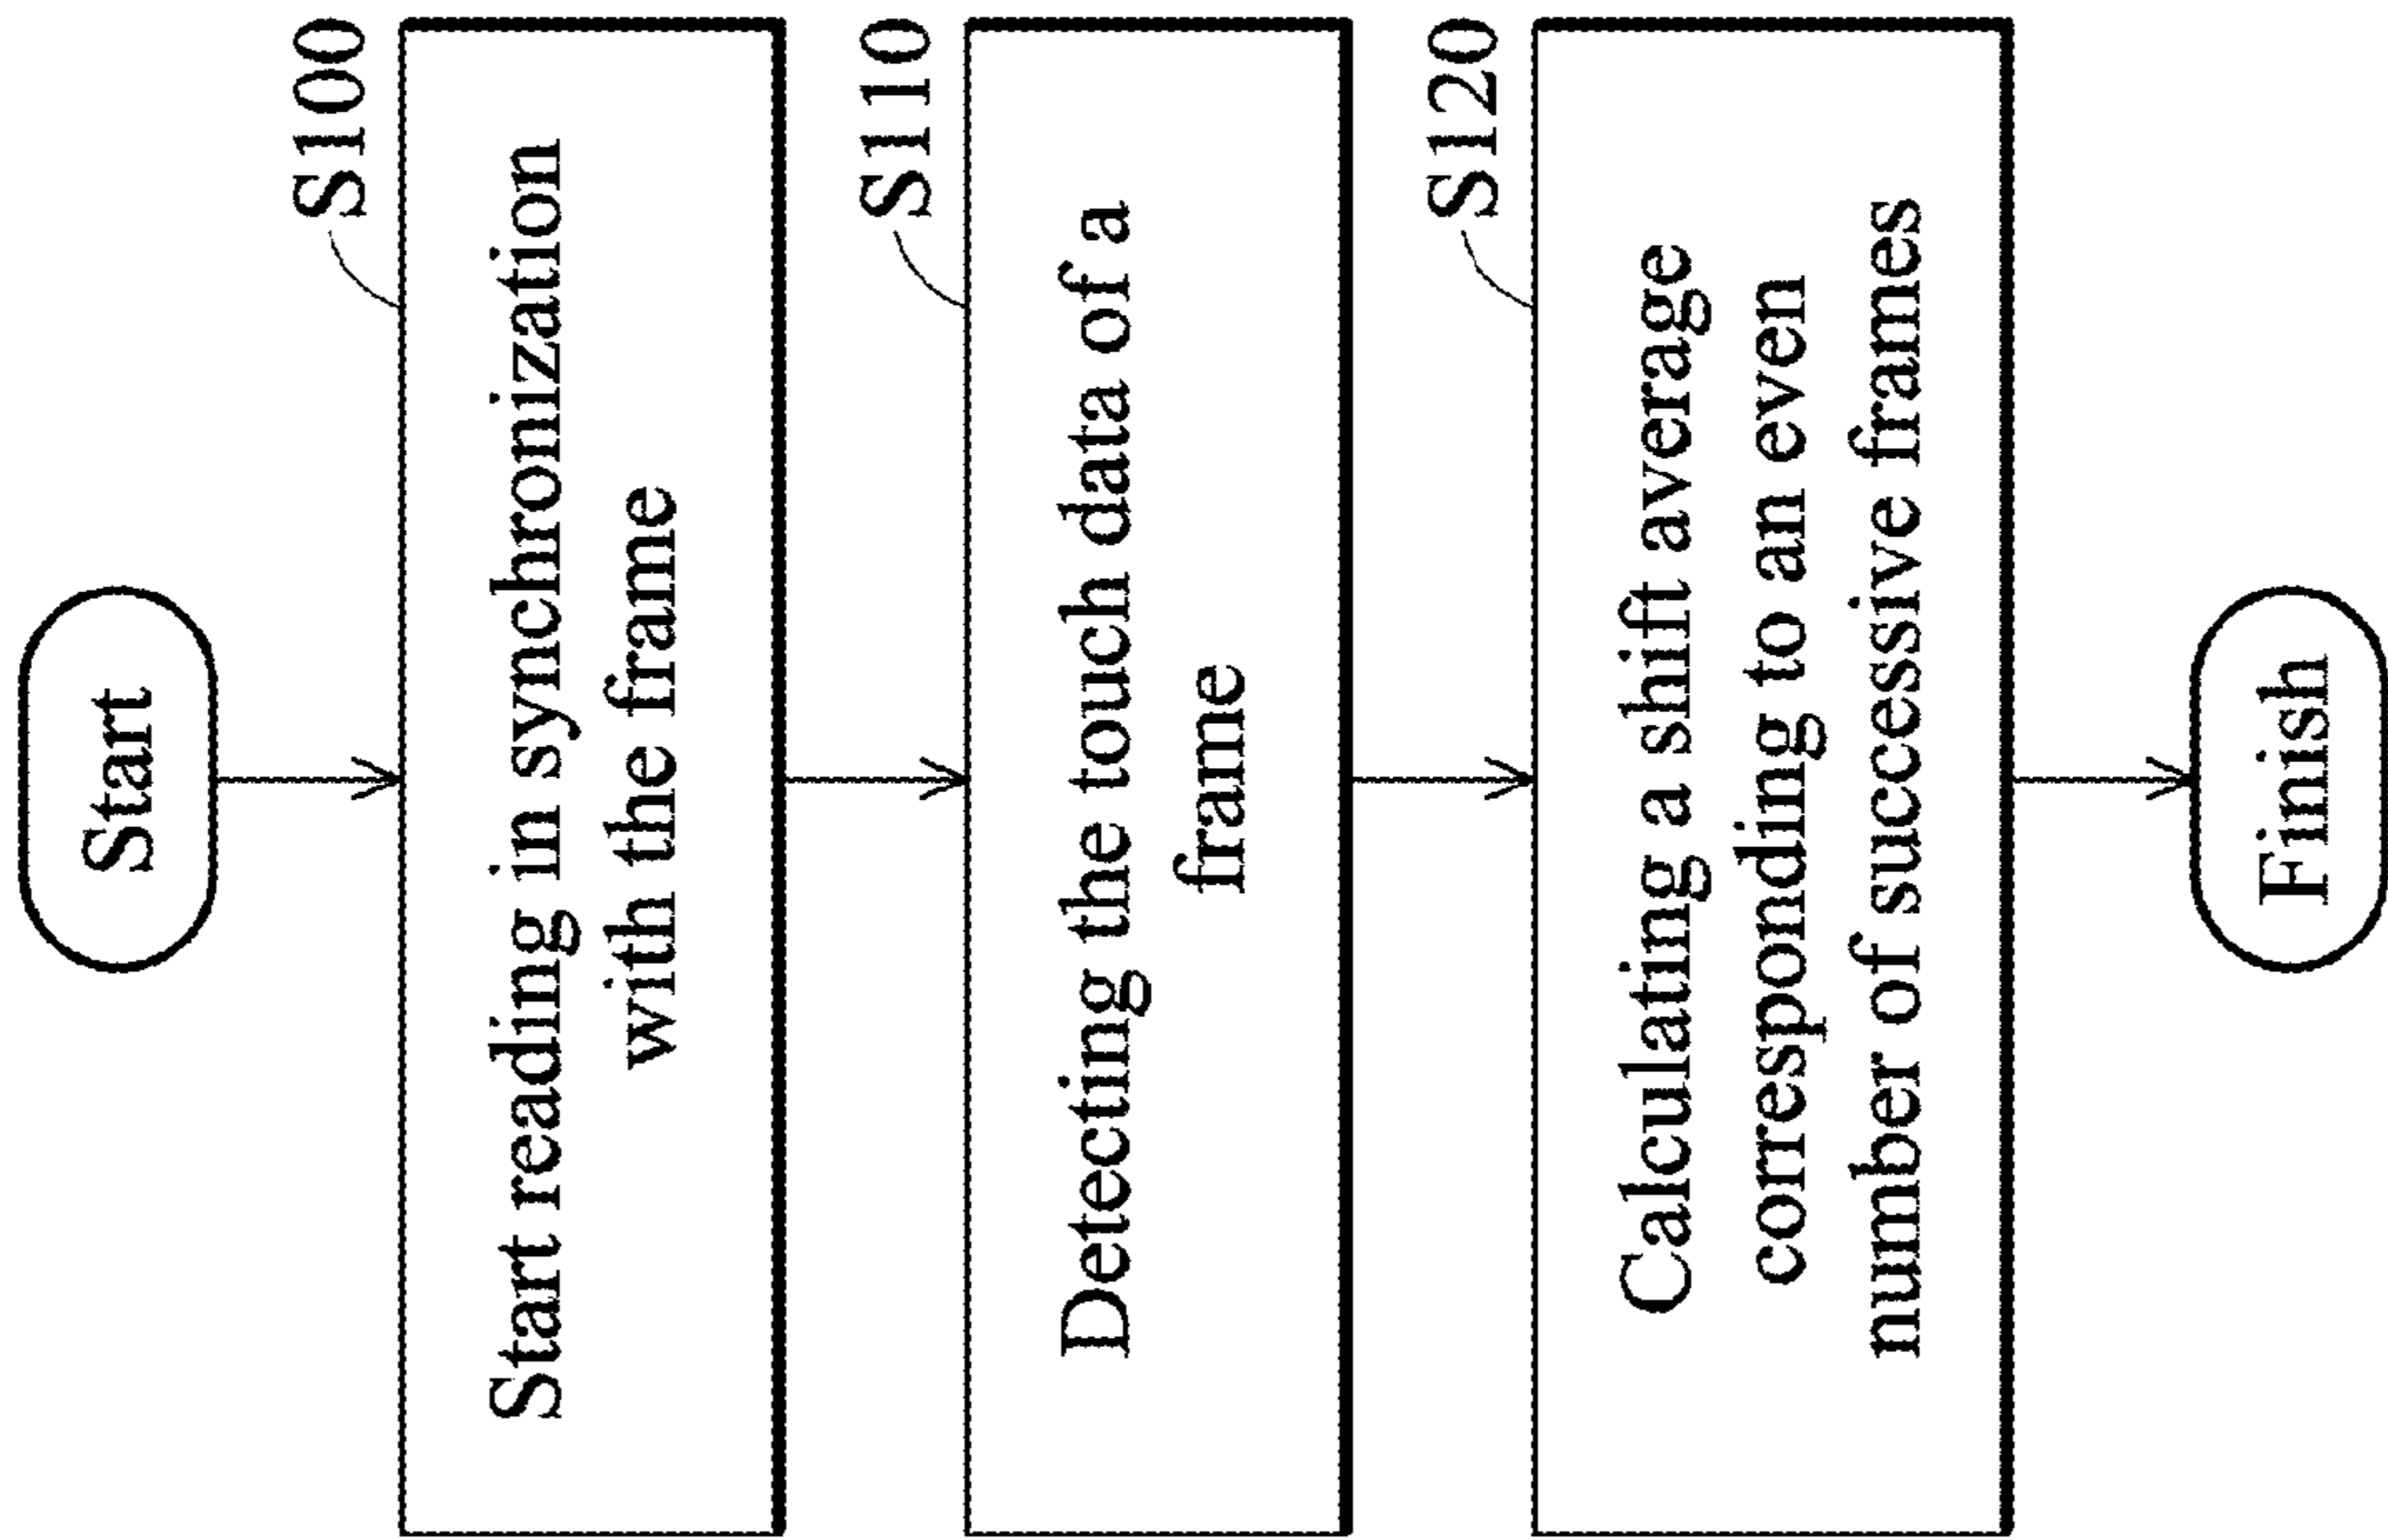 Start
S100
Start reading in synchronization
with the frame
S110
Detecting the touch data of a
frame
S120
Calculating a shift average
corresponding to an even
number of successive frames
Finish